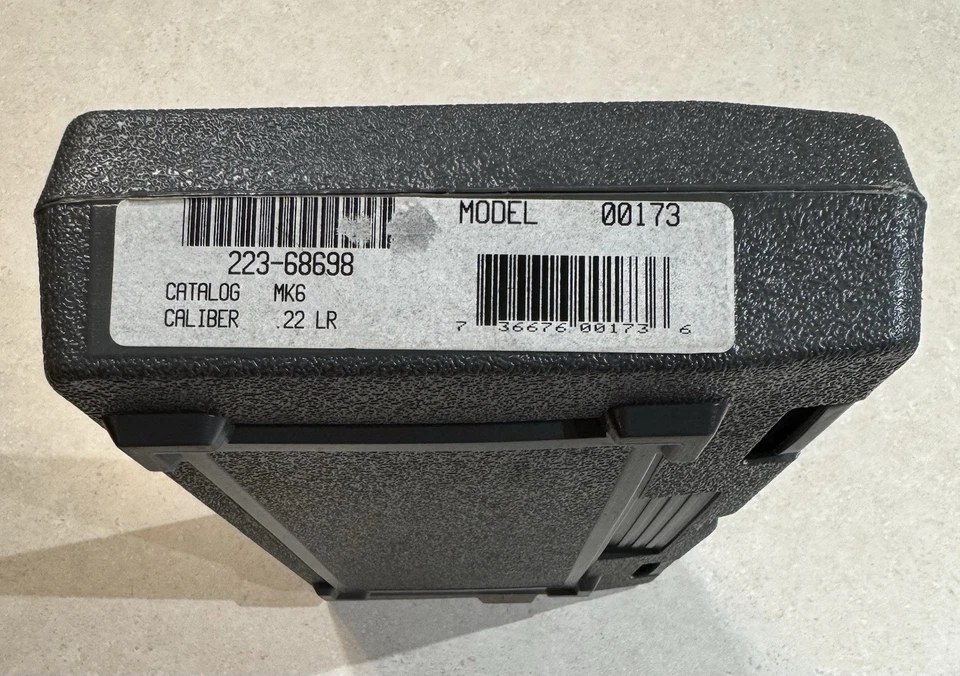 MODEL 00173
223-68698
CATALOG MK6
CALIBER .22 LR
7 36676 00173 6